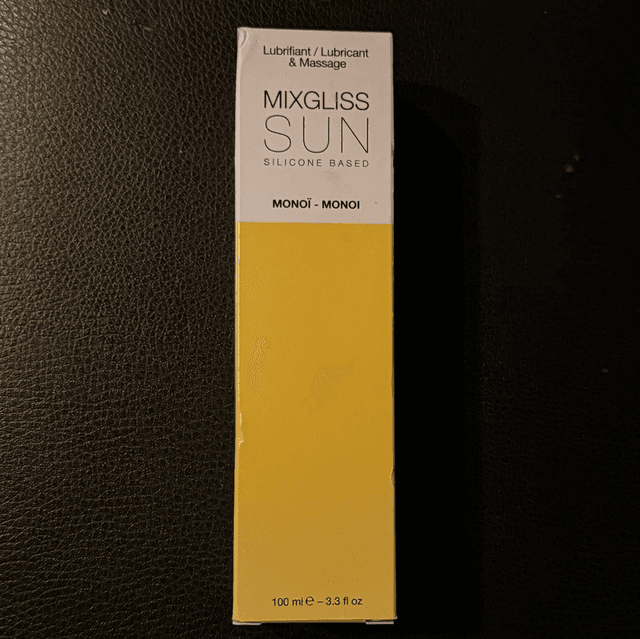 Lubrifiant / Lubricant
& Massage
MIXGLISS
SUN
SILICONE BASED
MONOÏ - MONOI
100 ml ℮ – 3.3 fl oz